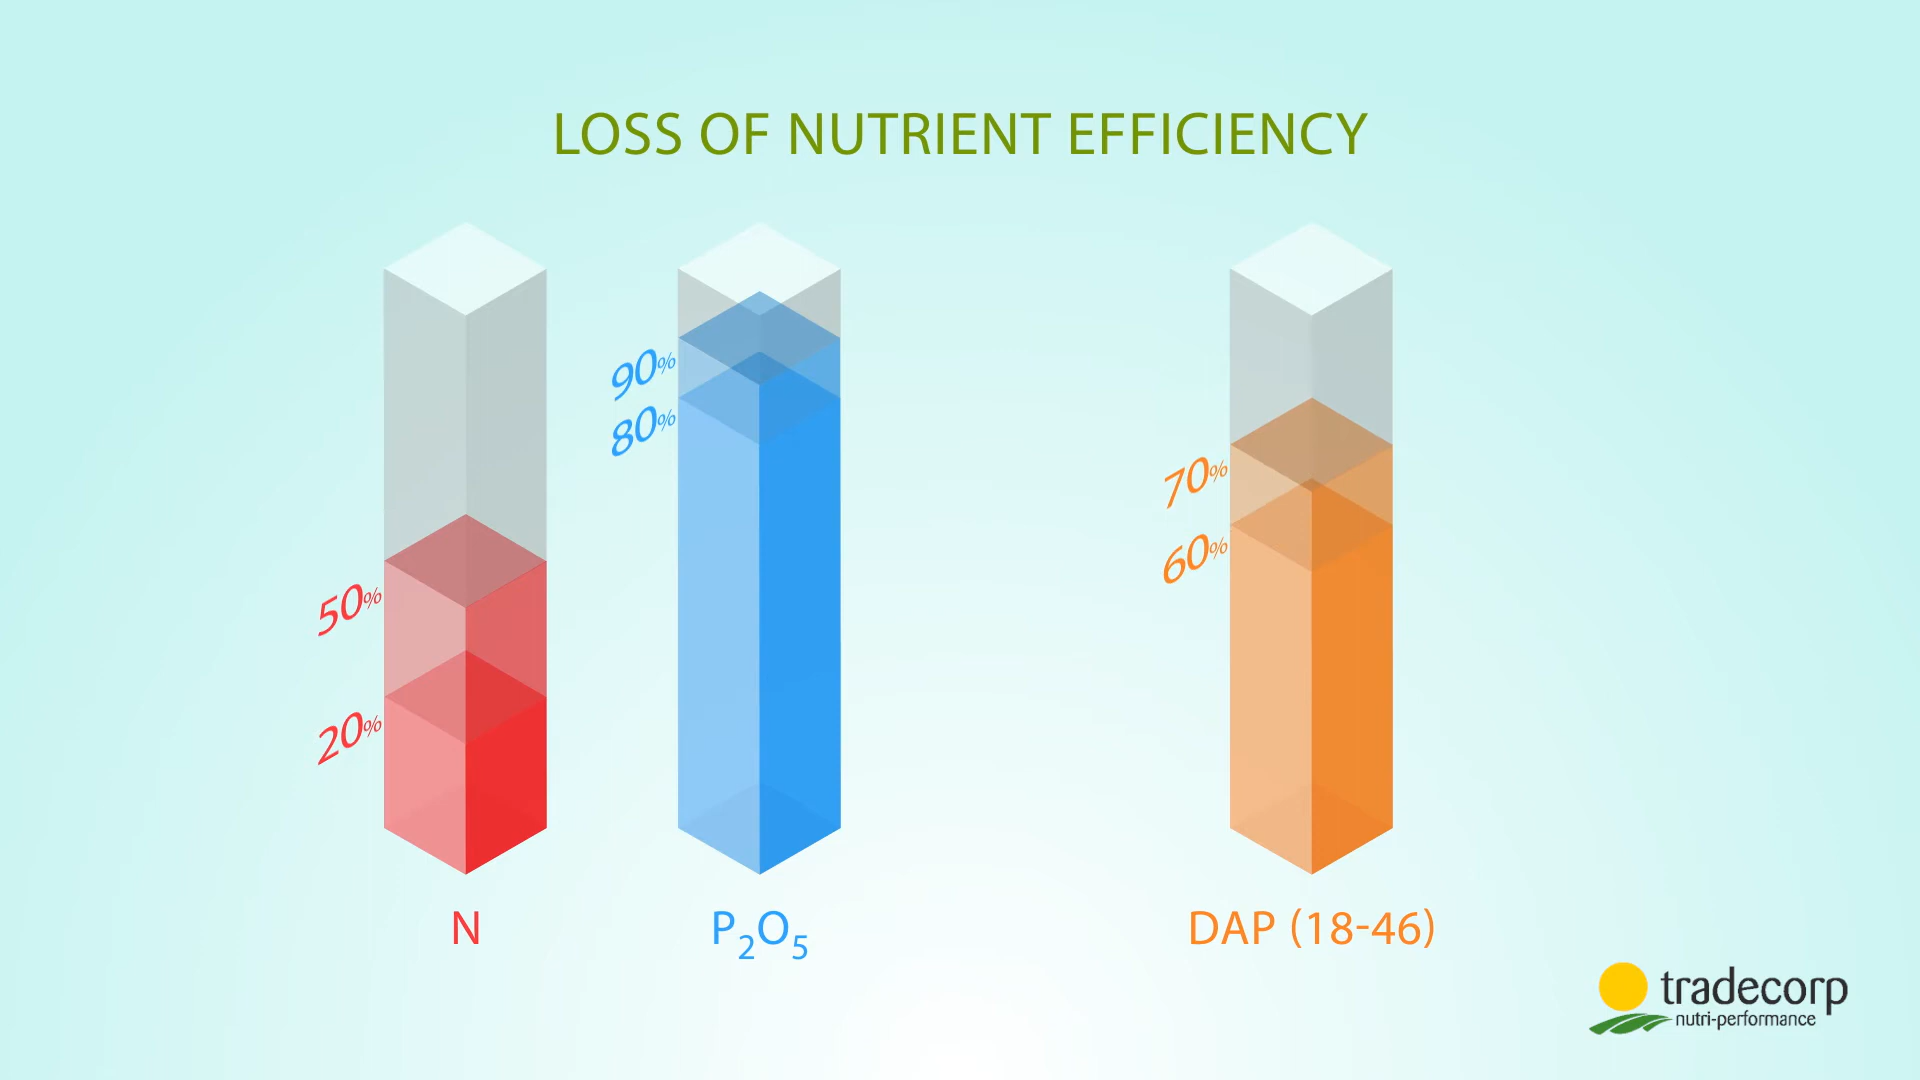 LOSS OF NUTRIENT EFFICIENCY
90%
80%
70%
60%
50%
20%
N
P₂O₅
DAP (18-46)
tradecorp
nutri-performance